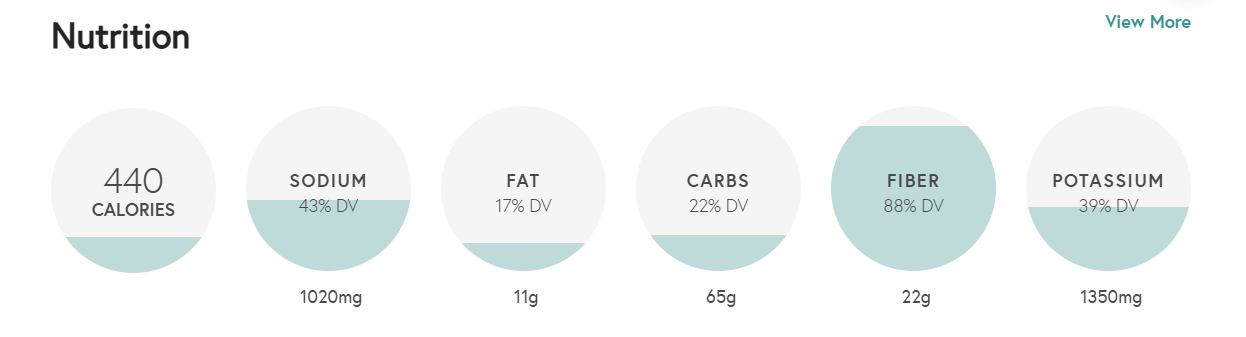 Nutrition
View More
440
CALORIES
SODIUM
43% DV
1020mg
FAT
17% DV
11g
CARBS
22% DV
65g
FIBER
88% DV
22g
POTASSIUM
39% DV
1350mg